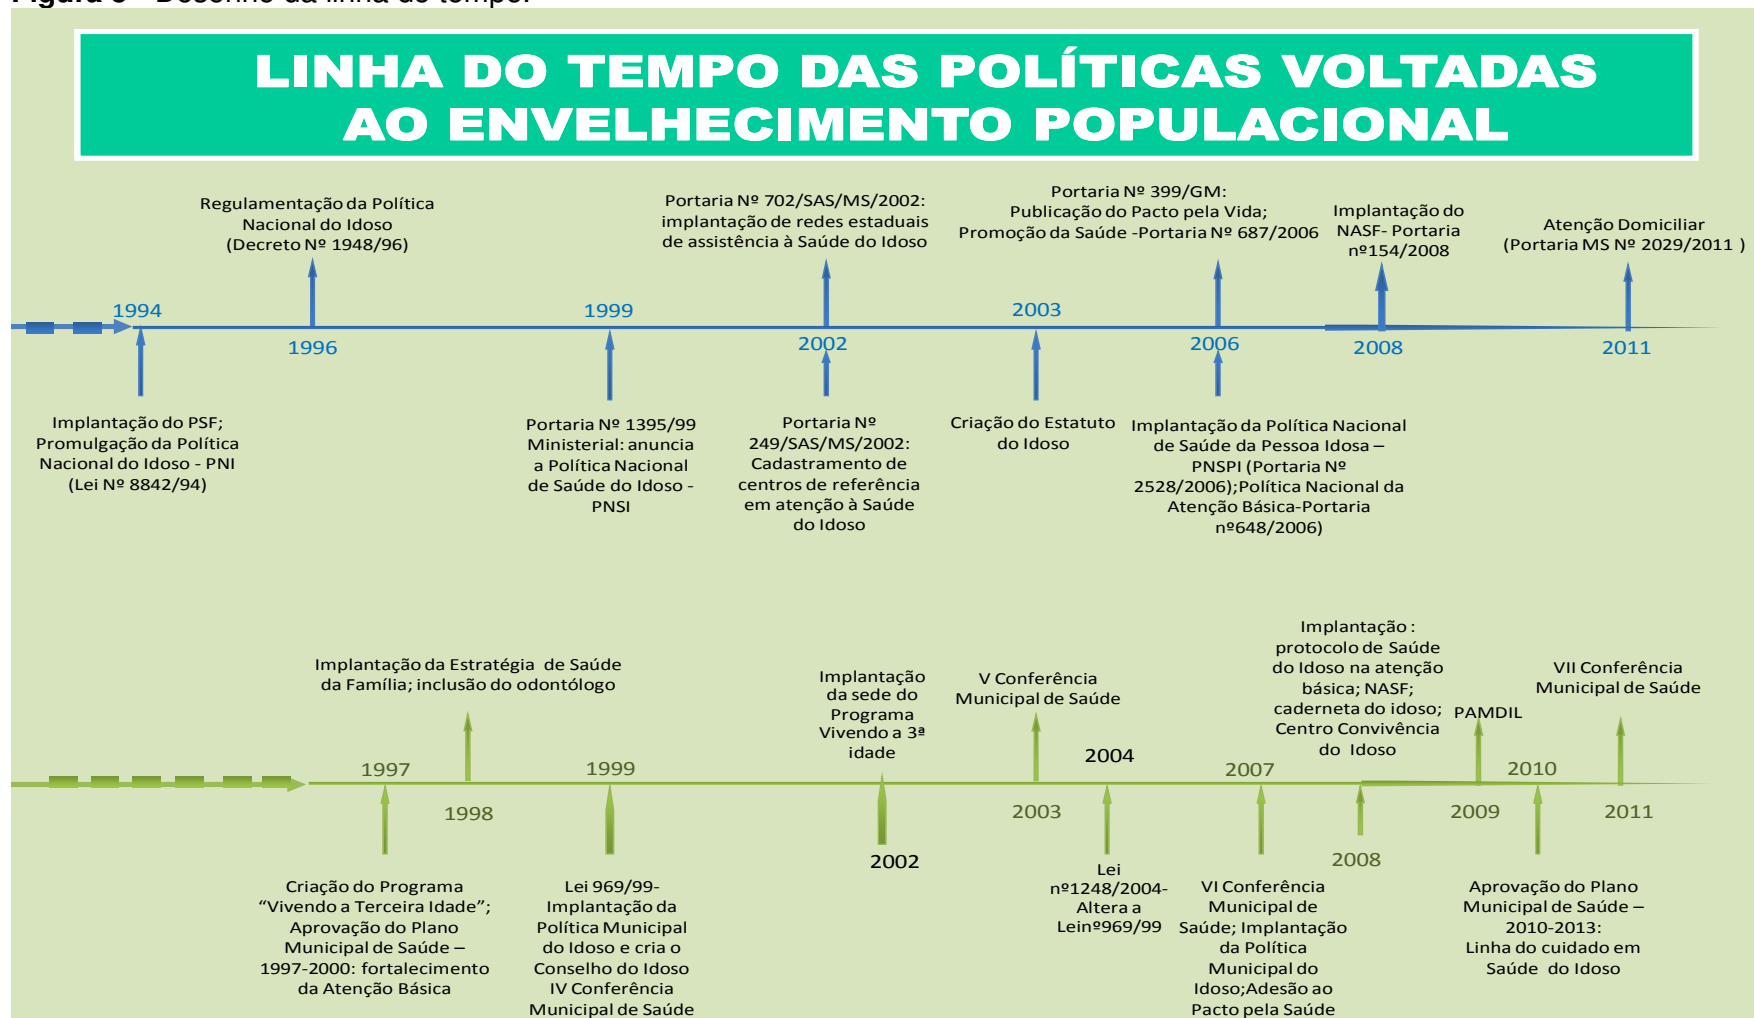 LINHA DO TEMPO DAS POLÍTICAS VOLTADAS
AO ENVELHECIMENTO POPULACIONAL
Regulamentação da Política
Nacional do Idoso
(Decreto Nº 1948/96)
Portaria Nº 702/SAS/MS/2002:
implantação de redes estaduais
de assistência à Saúde do Idoso
Portaria Nº 399/GM:
Publicação do Pacto pela Vida;
Promoção da Saúde -Portaria Nº 687/2006
Implantação do
NASF- Portaria
nº154/2008
Atenção Domiciliar
(Portaria MS Nº 2029/2011 )
1994
1996
1999
2002
2003
2006
2008
2011
Implantação do PSF;
Promulgação da Política
Nacional do Idoso - PNI
(Lei Nº 8842/94)
Portaria Nº 1395/99
Ministerial: anuncia
a Política Nacional
de Saúde do Idoso -
PNSI
Portaria Nº
249/SAS/MS/2002:
Cadastramento de
centros de referência
em atenção à Saúde
do Idoso
Criação do Estatuto
do Idoso
Implantação da Política Nacional
de Saúde da Pessoa Idosa –
PNSPI (Portaria Nº
2528/2006);Política Nacional da
Atenção Básica-Portaria
nº648/2006)
Implantação da Estratégia de Saúde
da Família; inclusão do odontólogo
Implantação
da sede do
Programa
Vivendo a 3ª
idade
V Conferência
Municipal de Saúde
Implantação :
protocolo de Saúde
do Idoso na atenção
básica; NASF;
caderneta do idoso;
Centro Convivência
do Idoso
PAMDIL
VII Conferência
Municipal de Saúde
1997
1998
1999
2002
2003
2004
2007
2008
2009
2010
2011
Criação do Programa
“Vivendo a Terceira Idade”;
Aprovação do Plano
Municipal de Saúde –
1997-2000: fortalecimento
da Atenção Básica
Lei 969/99-
Implantação da
Política Municipal
do Idoso e cria o
Conselho do Idoso
IV Conferência
Municipal de Saúde
Lei
nº1248/2004-
Altera a
Leinº969/99
VI Conferência
Municipal de
Saúde; Implantação
da Política
Municipal do
Idoso;Adesão ao
Pacto pela Saúde
Aprovação do Plano
Municipal de Saúde –
2010-2013:
Linha do cuidado em
Saúde do Idoso